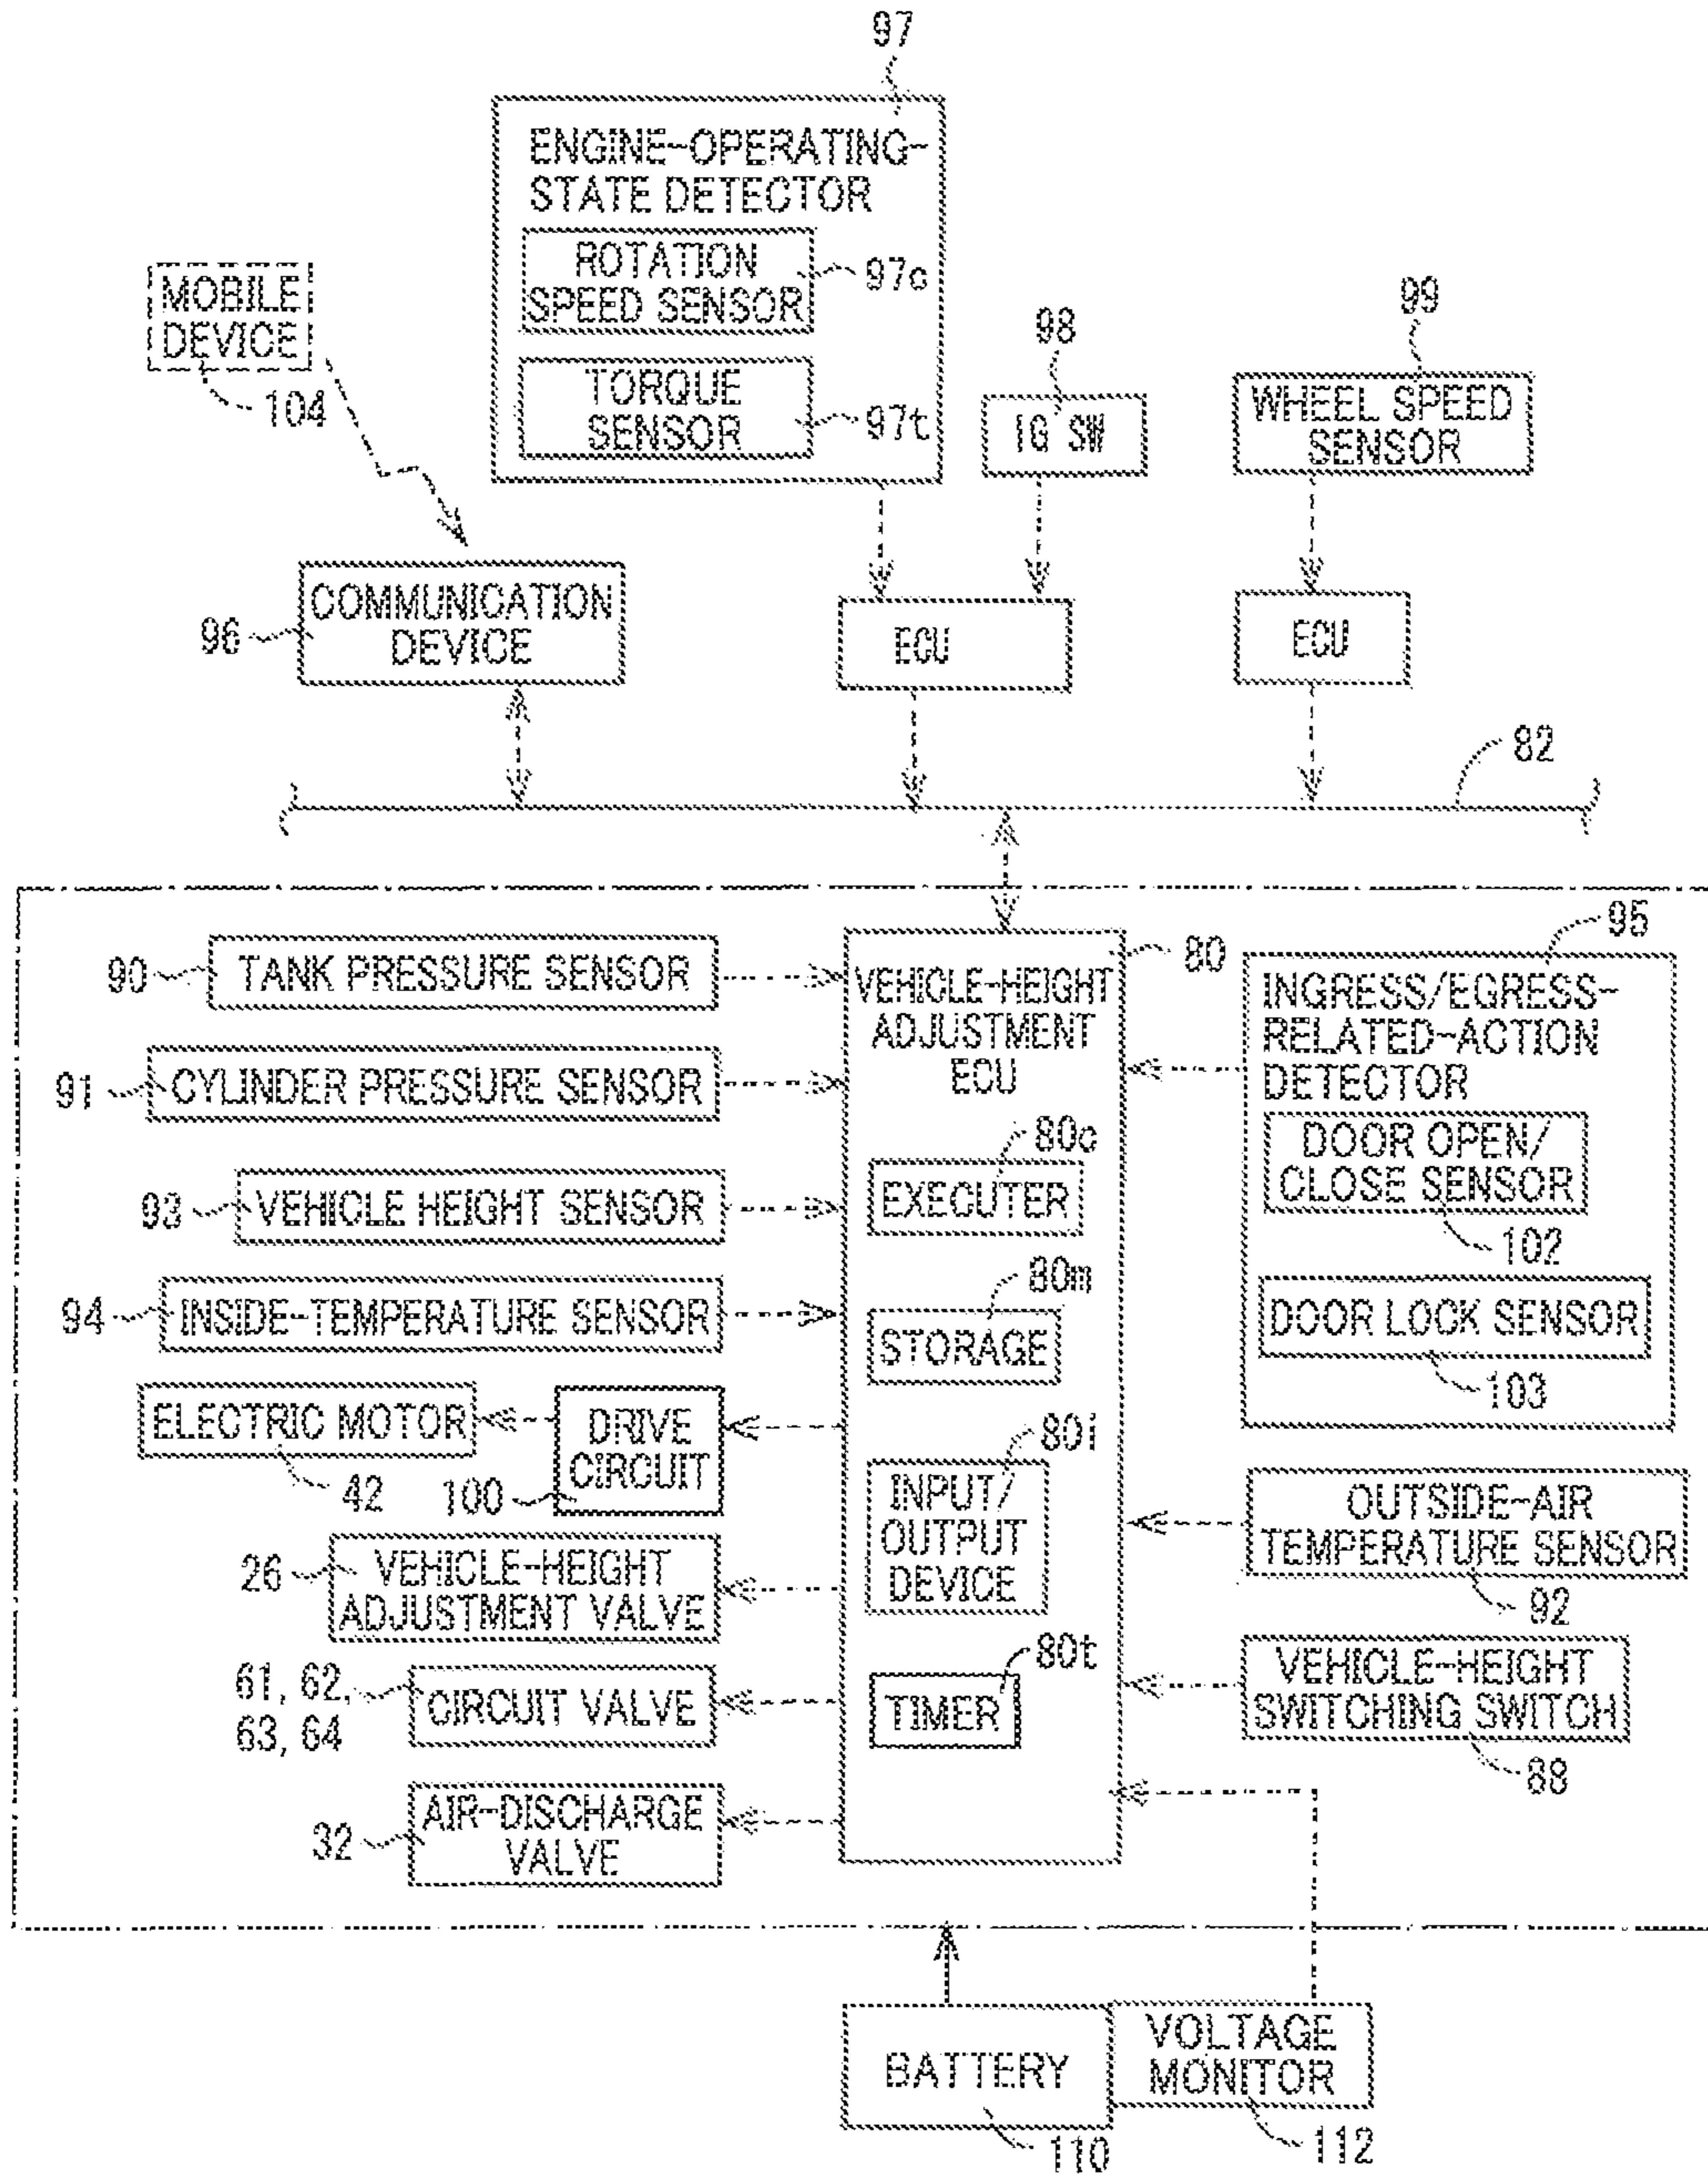 97
ENGINE-OPERATING-
STATE DETECTOR
ROTATION
SPEED SENSOR
97c
TORQUE
SENSOR
97t
MOBILE
DEVICE
104
98
IG SW
99
WHEEL SPEED
SENSOR
COMMUNICATION
DEVICE
96
ECU
ECU
82
90
TANK PRESSURE SENSOR
91
CYLINDER PRESSURE SENSOR
93
VEHICLE HEIGHT SENSOR
94
INSIDE-TEMPERATURE SENSOR
ELECTRIC MOTOR
42
DRIVE
CIRCUIT
100
26
VEHICLE-HEIGHT
ADJUSTMENT VALVE
61, 62,
63, 64
CIRCUIT VALVE
32
AIR-DISCHARGE
VALVE
80
VEHICLE-HEIGHT
ADJUSTMENT
ECU
80c
EXECUTER
80m
STORAGE
80i
INPUT/
OUTPUT
DEVICE
80t
TIMER
95
INGRESS/EGRESS-
RELATED-ACTION
DETECTOR
DOOR OPEN/
CLOSE SENSOR
102
DOOR LOCK SENSOR
103
OUTSIDE-AIR
TEMPERATURE SENSOR
92
VEHICLE-HEIGHT
SWITCHING SWITCH
88
BATTERY
110
VOLTAGE
MONITOR
112